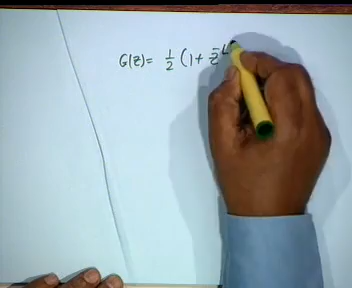 G(z) = 1/2 (1 + z^-L